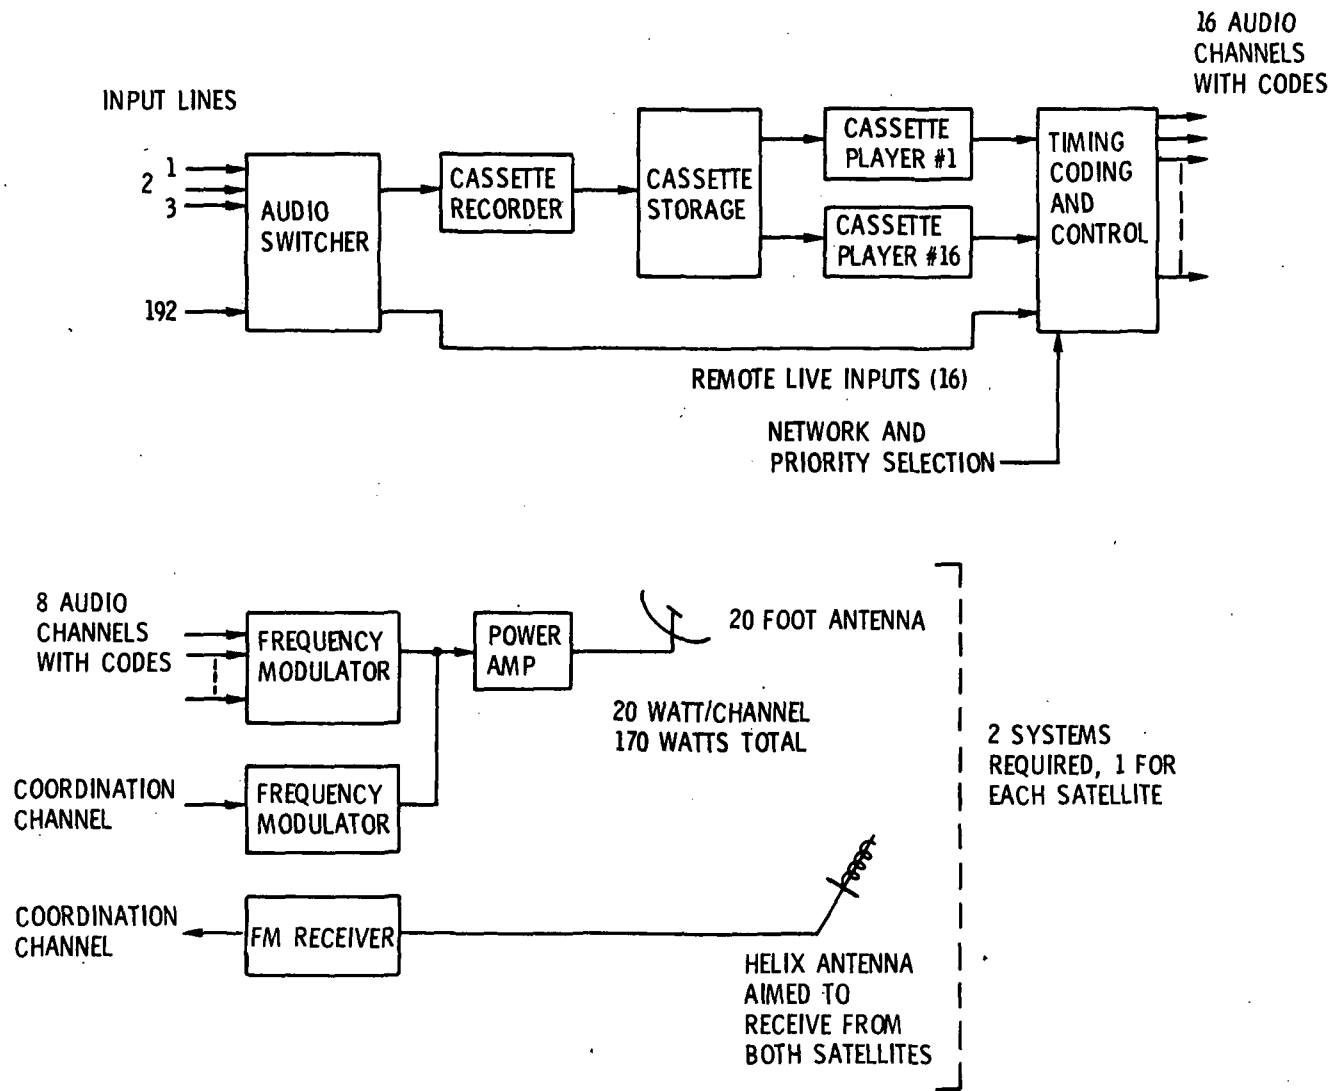 16 AUDIO
CHANNELS
WITH CODES
INPUT LINES
1
2
3
192
AUDIO
SWITCHER
CASSETTE
RECORDER
CASSETTE
STORAGE
CASSETTE
PLAYER #1
CASSETTE
PLAYER #16
TIMING
CODING
AND
CONTROL
REMOTE LIVE INPUTS (16)
NETWORK AND
PRIORITY SELECTION
8 AUDIO
CHANNELS
WITH CODES
FREQUENCY
MODULATOR
POWER
AMP
20 FOOT ANTENNA
20 WATT/CHANNEL
170 WATTS TOTAL
2 SYSTEMS
REQUIRED, 1 FOR
EACH SATELLITE
COORDINATION
CHANNEL
FREQUENCY
MODULATOR
COORDINATION
CHANNEL
FM RECEIVER
HELIX ANTENNA
AIMED TO
RECEIVE FROM
BOTH SATELLITES